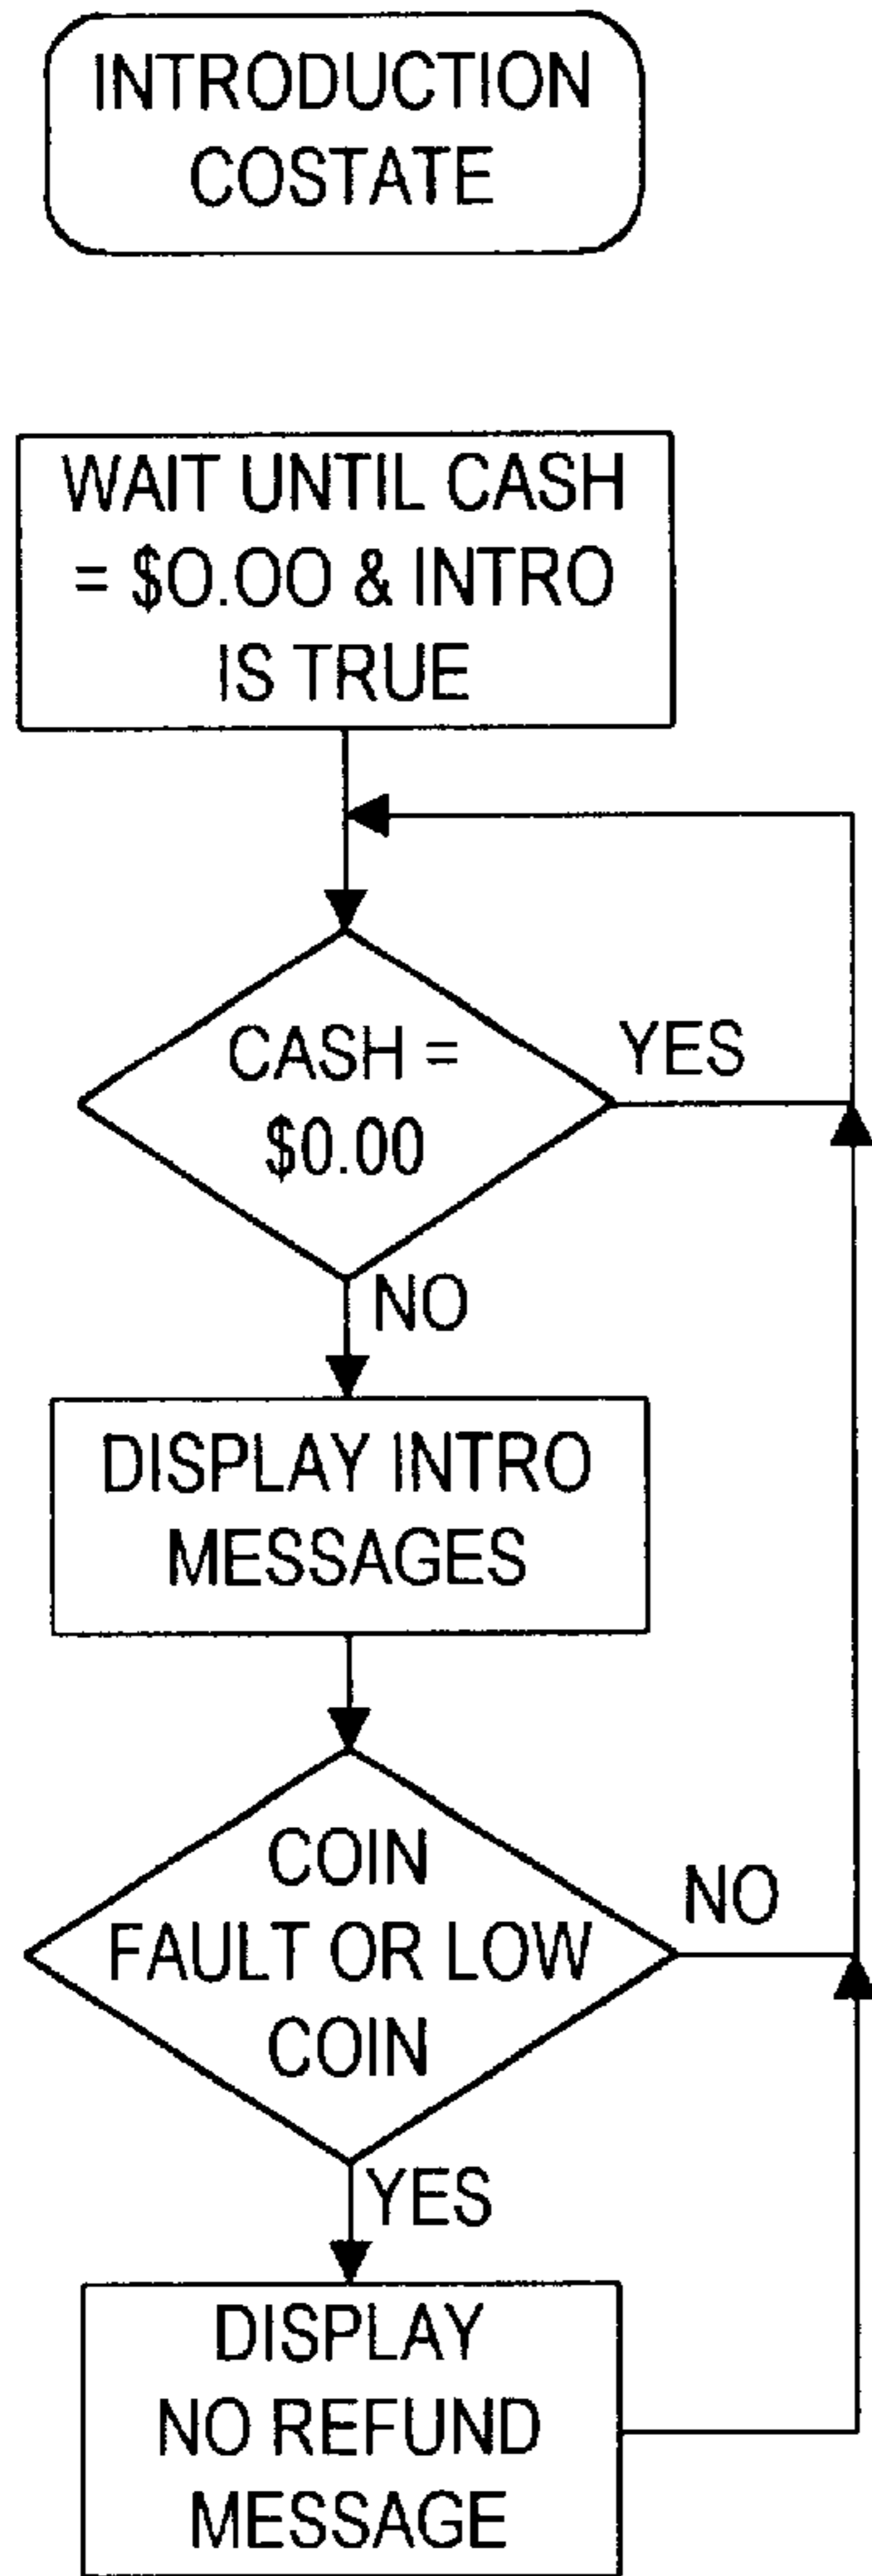 INTRODUCTION
COSTATE
WAIT UNTIL CASH
= $0.00 & INTRO
IS TRUE
CASH =
$0.00
YES
NO
DISPLAY INTRO
MESSAGES
COIN
FAULT OR LOW
COIN
NO
YES
DISPLAY
NO REFUND
MESSAGE